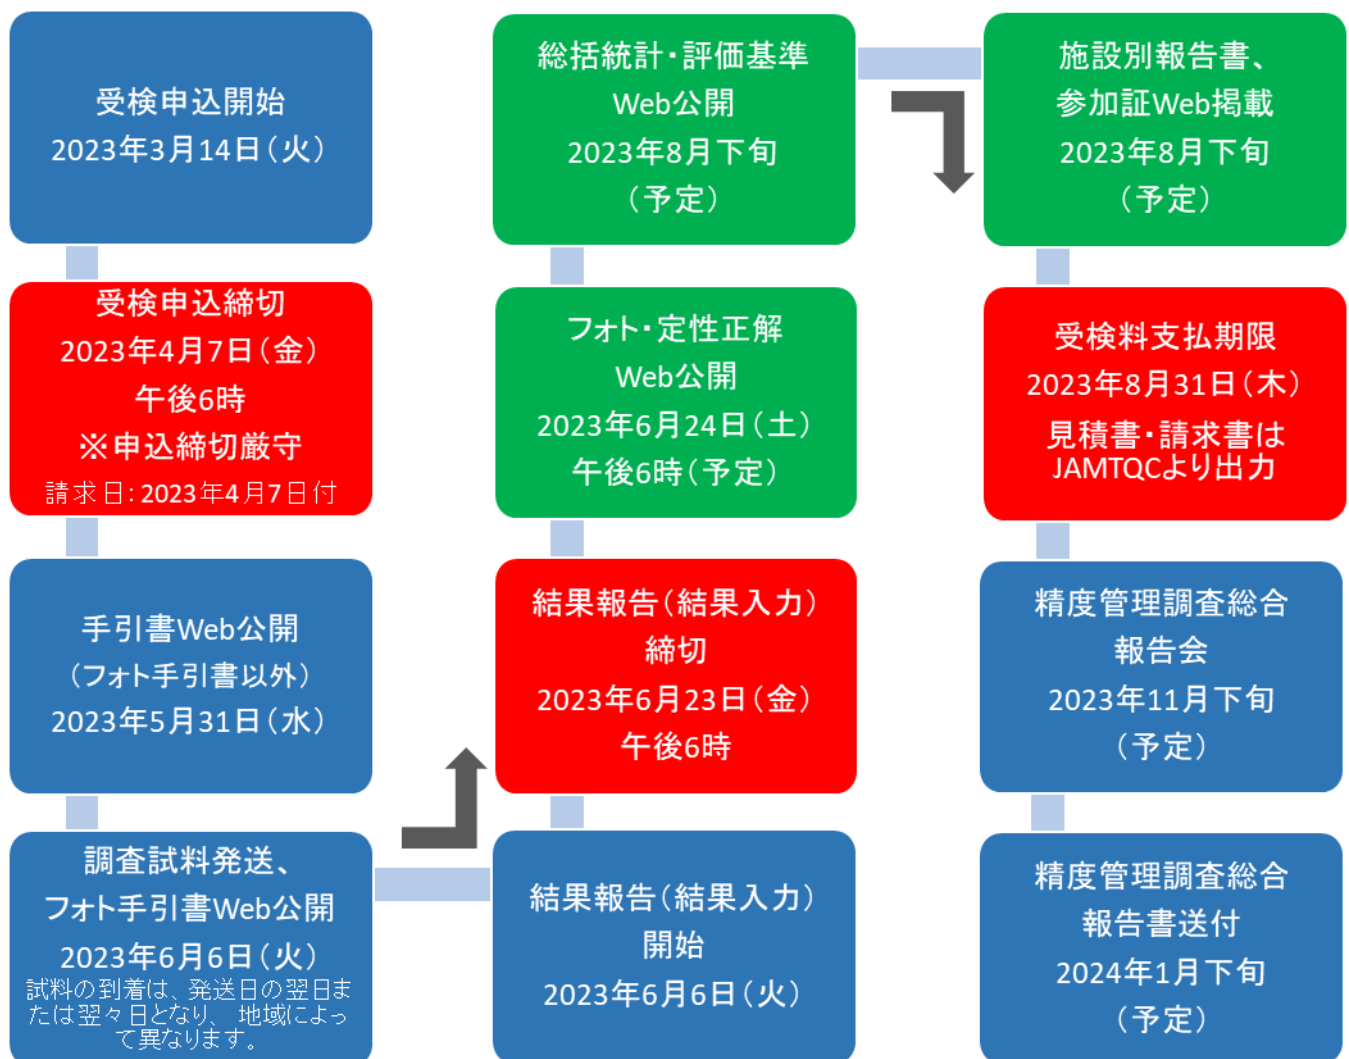 受検申込開始
2023年3月14日(火)
受検申込締切
2023年4月7日(金)
午後6時
※申込締切厳守
請求日:2023年4月7日付
手引書Web公開
(フォト手引書以外)
2023年5月31日(水)
調査試料発送、
フォト手引書Web公開
2023年6月6日(火)
試料の到着は、発送日の翌日ま
たは翌々日となり、 地域によっ
て異なります。
結果報告(結果入力)
開始
2023年6月6日(火)
結果報告(結果入力)
締切
2023年6月23日(金)
午後6時
フォト・定性正解
Web公開
2023年6月24日(土)
午後6時(予定)
総括統計・評価基準
Web公開
2023年8月下旬
(予定)
施設別報告書、
参加証Web掲載
2023年8月下旬
(予定)
受検料支払期限
2023年8月31日(木)
見積書・請求書は
JAMTQCより出力
精度管理調査総合
報告会
2023年11月下旬
(予定)
精度管理調査総合
報告書送付
2024年1月下旬
(予定)